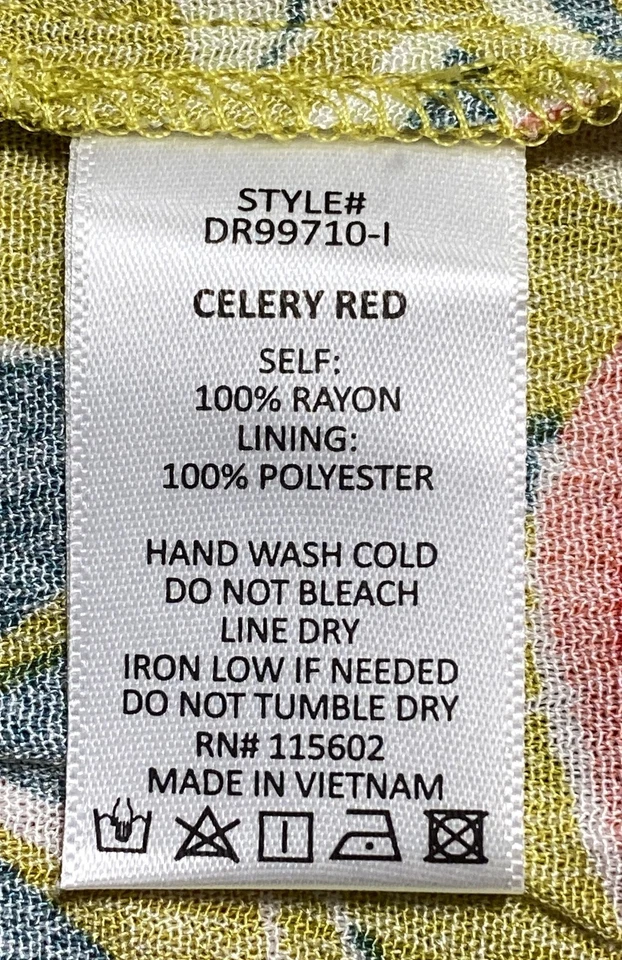 STYLE#
DR99710-I
CELERY RED
SELF:
100% RAYON
LINING:
100% POLYESTER
HAND WASH COLD
DO NOT BLEACH
LINE DRY
IRON LOW IF NEEDED
DO NOT TUMBLE DRY
RN# 115602
MADE IN VIETNAM